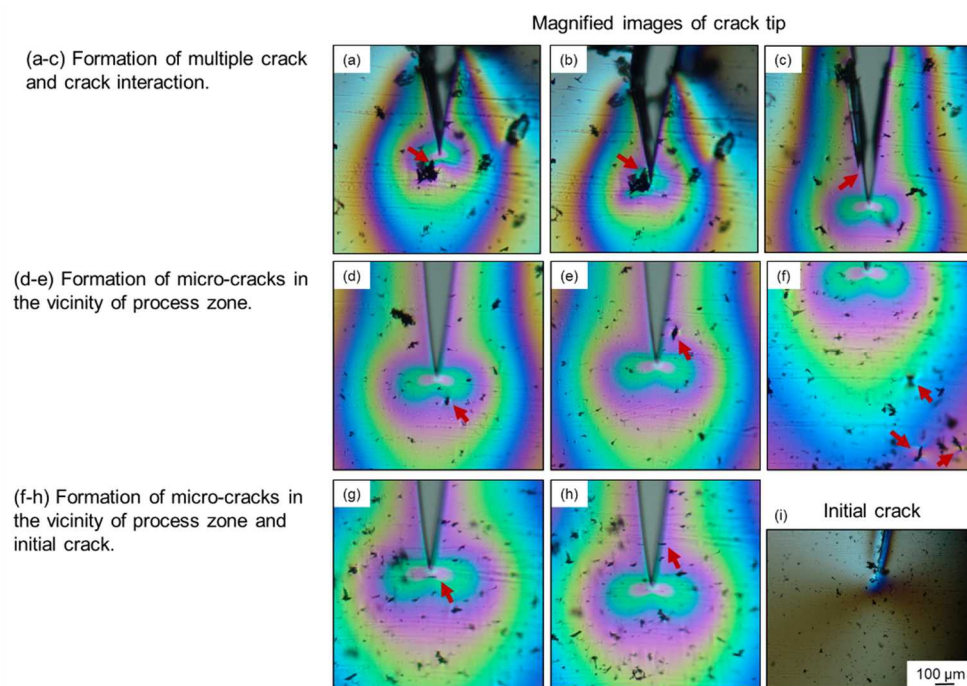 Magnified images of crack tip
(a-c) Formation of multiple crack
and crack interaction.
(a)
(b)
(c)
(d-e) Formation of micro-cracks in
the vicinity of process zone.
(d)
(e)
(f)
(f-h) Formation of micro-cracks in
the vicinity of process zone and
initial crack.
(g)
(h)
(i)
Initial crack
100 µm